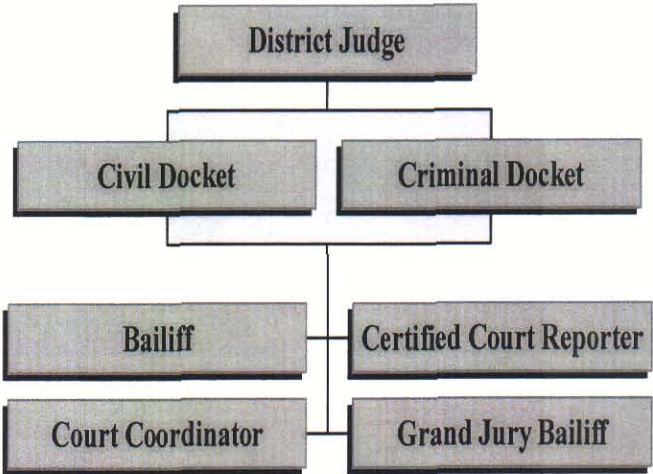 District Judge
Civil Docket
Criminal Docket
Bailiff
Certified Court Reporter
Court Coordinator
Grand Jury Bailiff